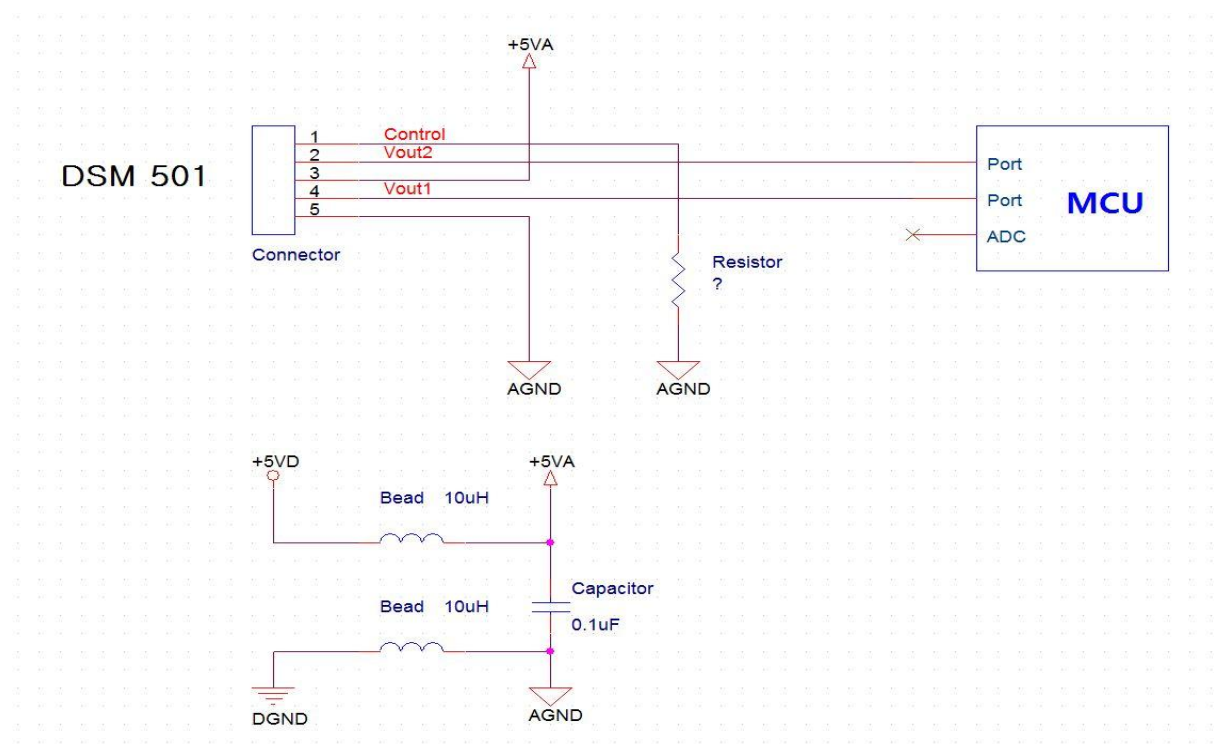 +5VA
DSM 501
1
2
3
4
5
Control
Vout2
Vout1
Connector
Port
Port
ADC
MCU
Resistor
?
AGND
AGND
+5VD
+5VA
Bead 10uH
Capacitor
0.1uF
Bead 10uH
DGND
AGND